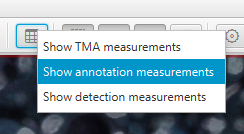 Show TMA measurements
Show annotation measurements
Show detection measurements